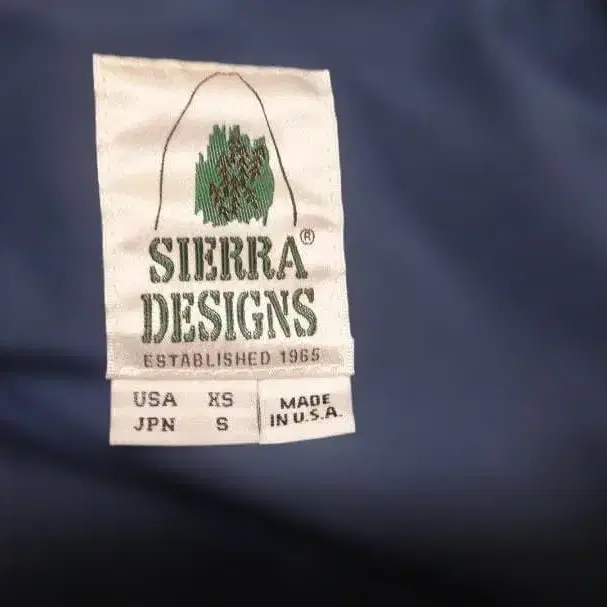 SIERRA®
DESIGNS
ESTABLISHED 1965
USA XS
JPN S
MADE
IN U.S.A.